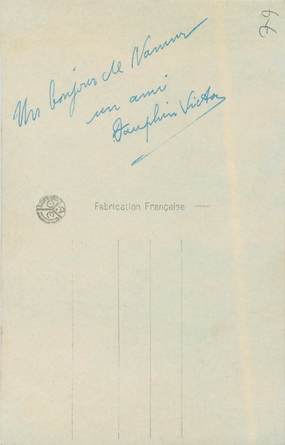 Un bonjour de Namur
un ami
Dauphin Victor
79
Fabrication Française